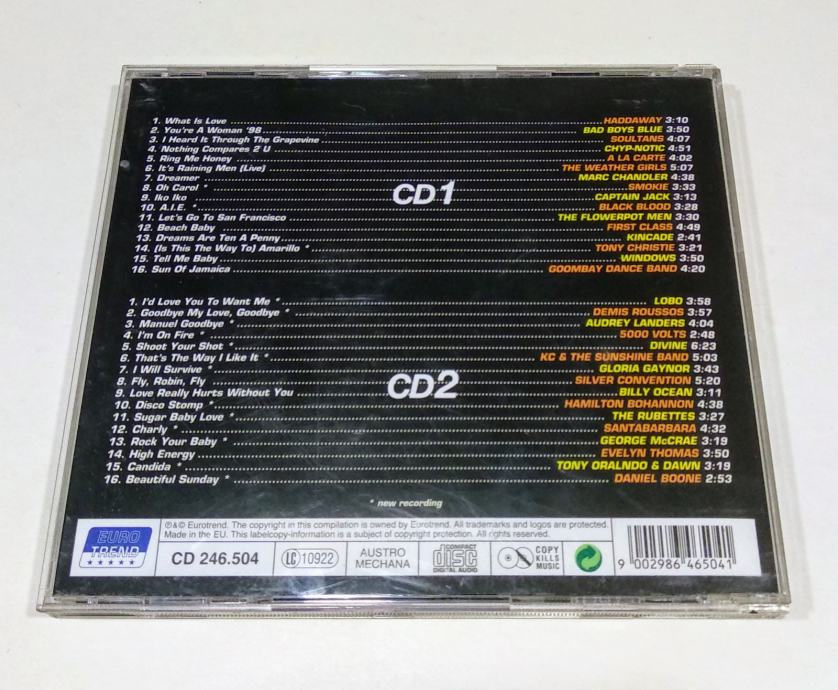 1. What Is Love HADDAWAY 3:10
2. You're A Woman '98 BAD BOYS BLUE 3:50
3. I Heard It Through The Grapevine SOULTANS 4:07
4. Nothing Compares 2 U CHYP-NOTIC 4:51
5. Ring Me Honey A LA CARTE 4:02
6. It's Raining Men (Live) THE WEATHER GIRLS 5:07
7. Dreamer MARC CHANDLER 4:38
8. Oh Carol * SMOKIE 3:33
9. Iko Iko CAPTAIN JACK 3:13
10. A.I.E. * BLACK BLOOD 3:28
11. Let's Go To San Francisco THE FLOWERPOT MEN 3:30
12. Beach Baby FIRST CLASS 4:49
13. Dreams Are Ten A Penny KINCADE 2:41
14. (Is This The Way To) Amarillo * TONY CHRISTIE 3:21
15. Tell Me Baby WINDOWS 3:50
16. Sun Of Jamaica GOOMBAY DANCE BAND 4:20
CD1
1. I'd Love You To Want Me * LOBO 3:58
2. Goodbye My Love, Goodbye * DEMIS ROUSSOS 3:57
3. Manuel Goodbye * AUDREY LANDERS 4:04
4. I'm On Fire * 5000 VOLTS 2:48
5. Shoot Your Shot * DIVINE 6:23
6. That's The Way I Like It * KC & THE SUNSHINE BAND 5:03
7. I Will Survive * GLORIA GAYNOR 3:43
8. Fly, Robin, Fly SILVER CONVENTION 5:20
9. Love Really Hurts Without You BILLY OCEAN 3:11
10. Disco Stomp * HAMILTON BOHANNON 4:38
11. Sugar Baby Love * THE RUBETTES 3:27
12. Charly * SANTABARBARA 4:32
13. Rock Your Baby * GEORGE McCRAE 3:19
14. High Energy EVELYN THOMAS 3:50
15. Candida * TONY ORALNDO & DAWN 3:19
16. Beautiful Sunday * DANIEL BOONE 2:53
CD2
* new recording
EURO TREND
℗&© Eurotrend. The copyright in this compilation is owned by Eurotrend. All trademarks and logos are protected.
Made in the EU. This labelcopy-information is a subject of copyright protection. All rights reserved.
CD 246.504
LC 10922
AUSTRO MECHANA
COMPACT disc DIGITAL AUDIO
COPY KILLS MUSIC
9 002986 465041